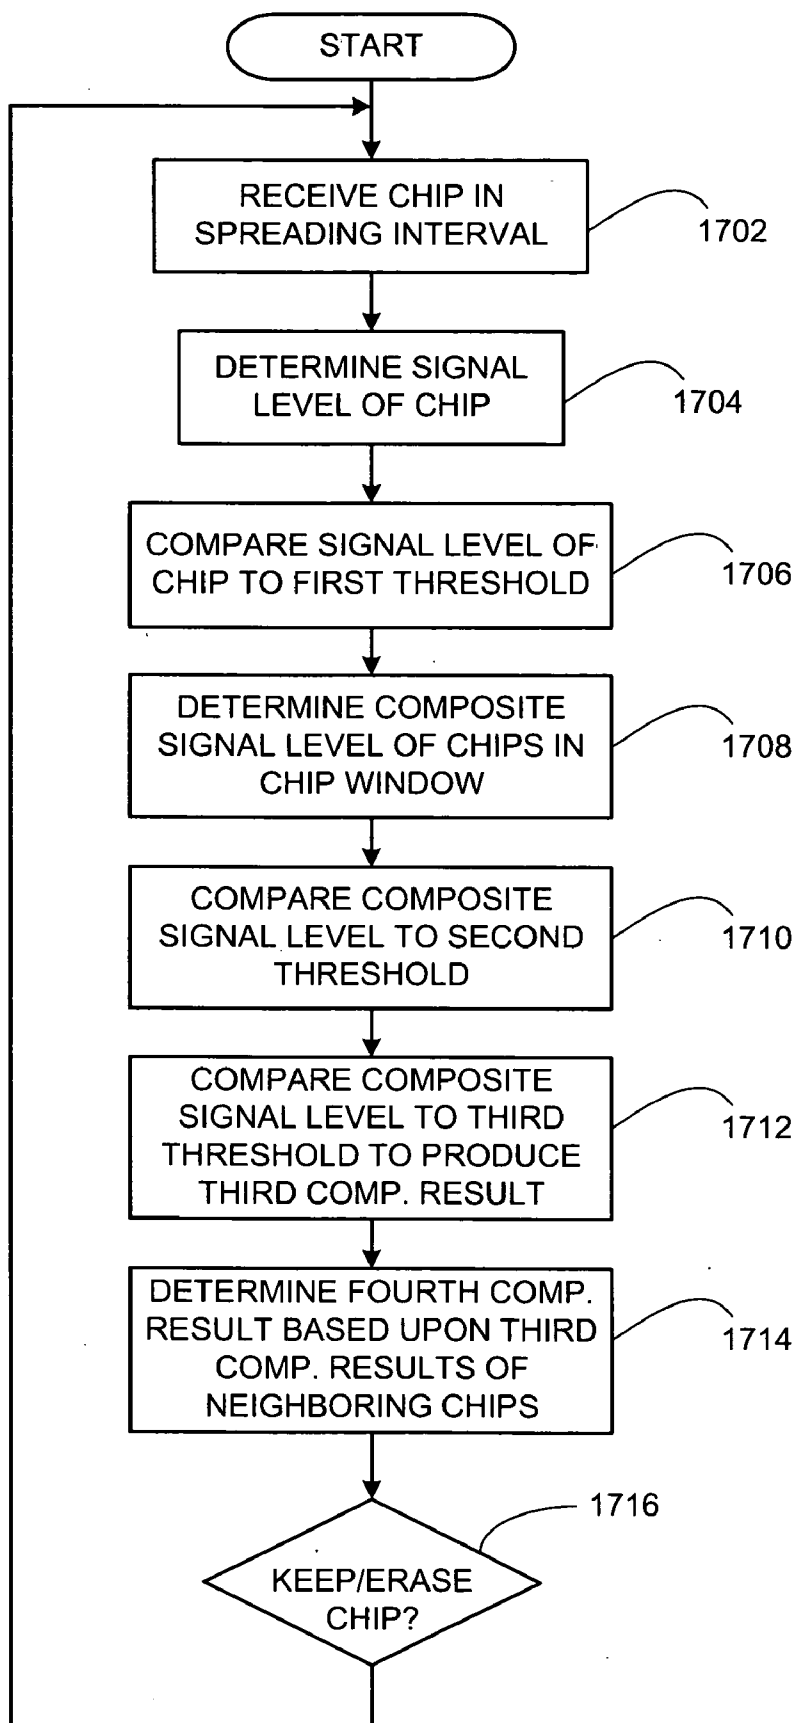 START
RECEIVE CHIP IN
SPREADING INTERVAL
1702
DETERMINE SIGNAL
LEVEL OF CHIP
1704
COMPARE SIGNAL LEVEL OF
CHIP TO FIRST THRESHOLD
1706
DETERMINE COMPOSITE
SIGNAL LEVEL OF CHIPS IN
CHIP WINDOW
1708
COMPARE COMPOSITE
SIGNAL LEVEL TO SECOND
THRESHOLD
1710
COMPARE COMPOSITE
SIGNAL LEVEL TO THIRD
THRESHOLD TO PRODUCE
THIRD COMP. RESULT
1712
DETERMINE FOURTH COMP.
RESULT BASED UPON THIRD
COMP. RESULTS OF
NEIGHBORING CHIPS
1714
1716
KEEP/ERASE
CHIP?